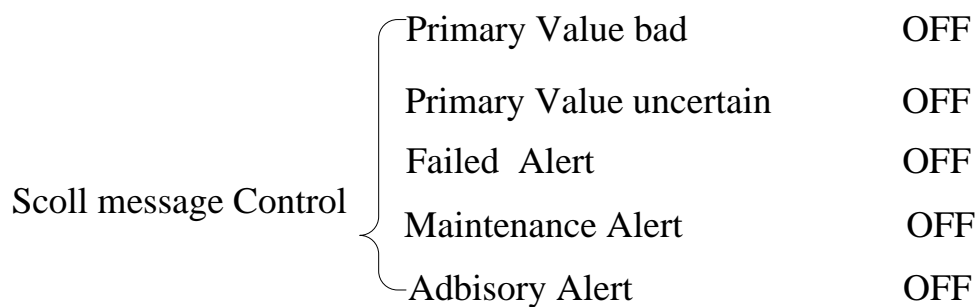 Primary Value bad OFF
Primary Value uncertain OFF
Failed Alert OFF
Scoll message Control
Maintenance Alert OFF
Adbisory Alert OFF